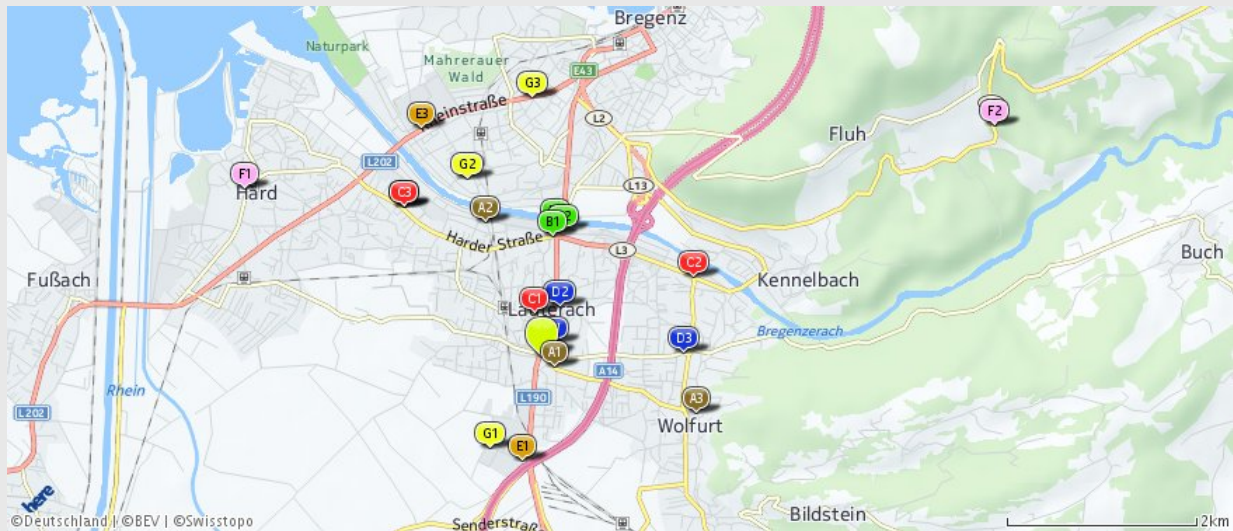 Bregenz
Naturpark
Mahrerauer
Wald
E43
G3
E3
Rheinstraße
L2
F2
Fluh
L202
G2
F1
Hard
C3
L13
A2
B1
Harder Straße
L3
C2
Buch
Fußach
Kennelbach
C1
D2
Lauterach
Bregenzerach
D3
A1
A14
Rhein
L190
A3
L202
Wolfurt
G1
E1
here
Bildstein
©Deutschland | ©BEV | ©Swisstopo
Senderstraße
2km